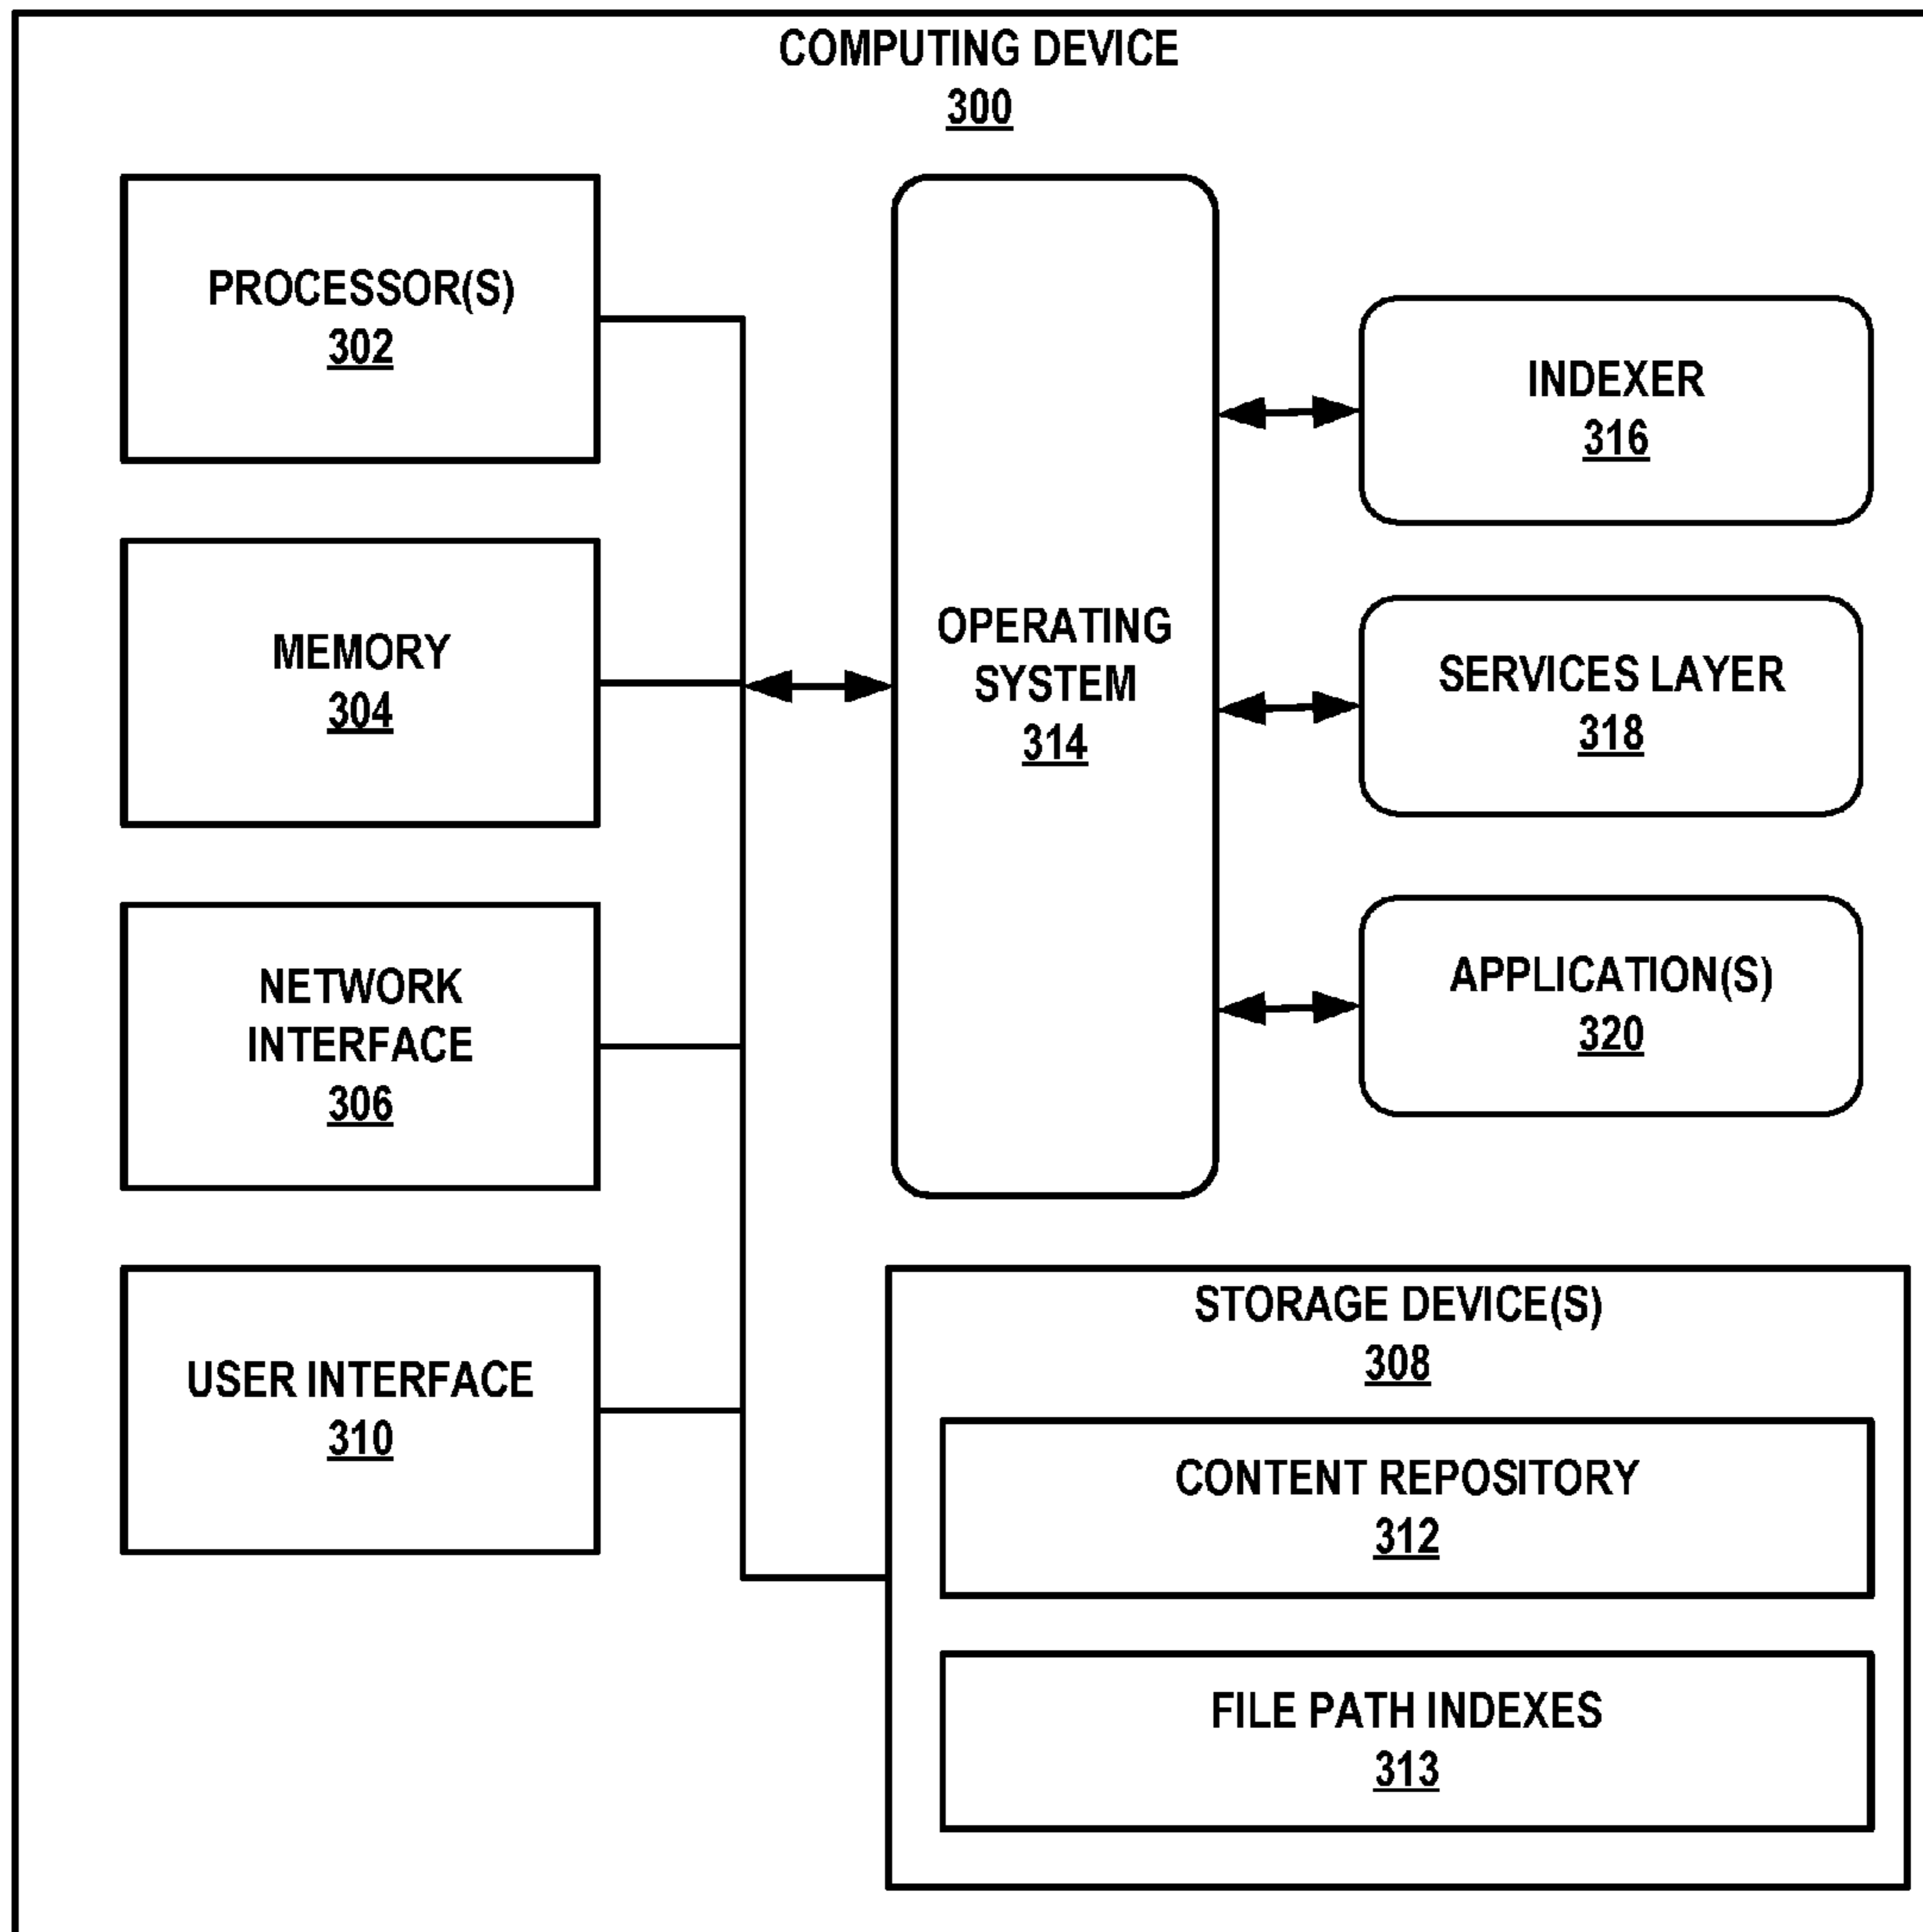 COMPUTING DEVICE
300
PROCESSOR(S)
302
MEMORY
304
NETWORK
INTERFACE
306
USER INTERFACE
310
OPERATING
SYSTEM
314
INDEXER
316
SERVICES LAYER
318
APPLICATION(S)
320
STORAGE DEVICE(S)
308
CONTENT REPOSITORY
312
FILE PATH INDEXES
313